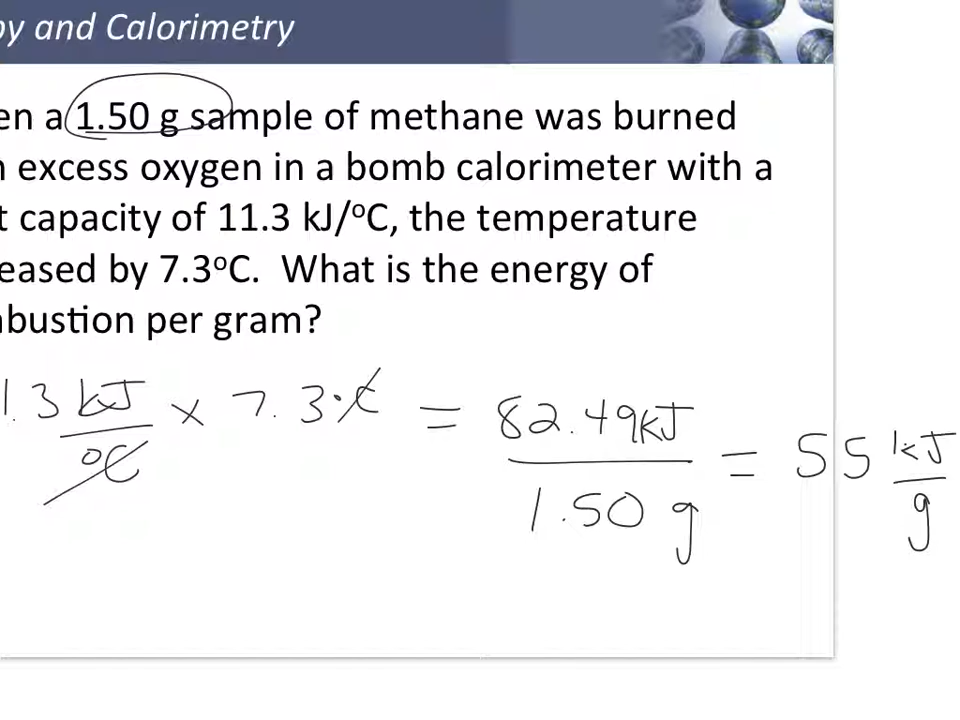 py and Calorimetry
en a 1.50 g sample of methane was burned
n excess oxygen in a bomb calorimeter with a
t capacity of 11.3 kJ/°C, the temperature
eased by 7.3°C. What is the energy of
nbustion per gram?
1.3 kJ/°C x 7.3°C = 82.49kJ/1.50 g = 55 kJ/g